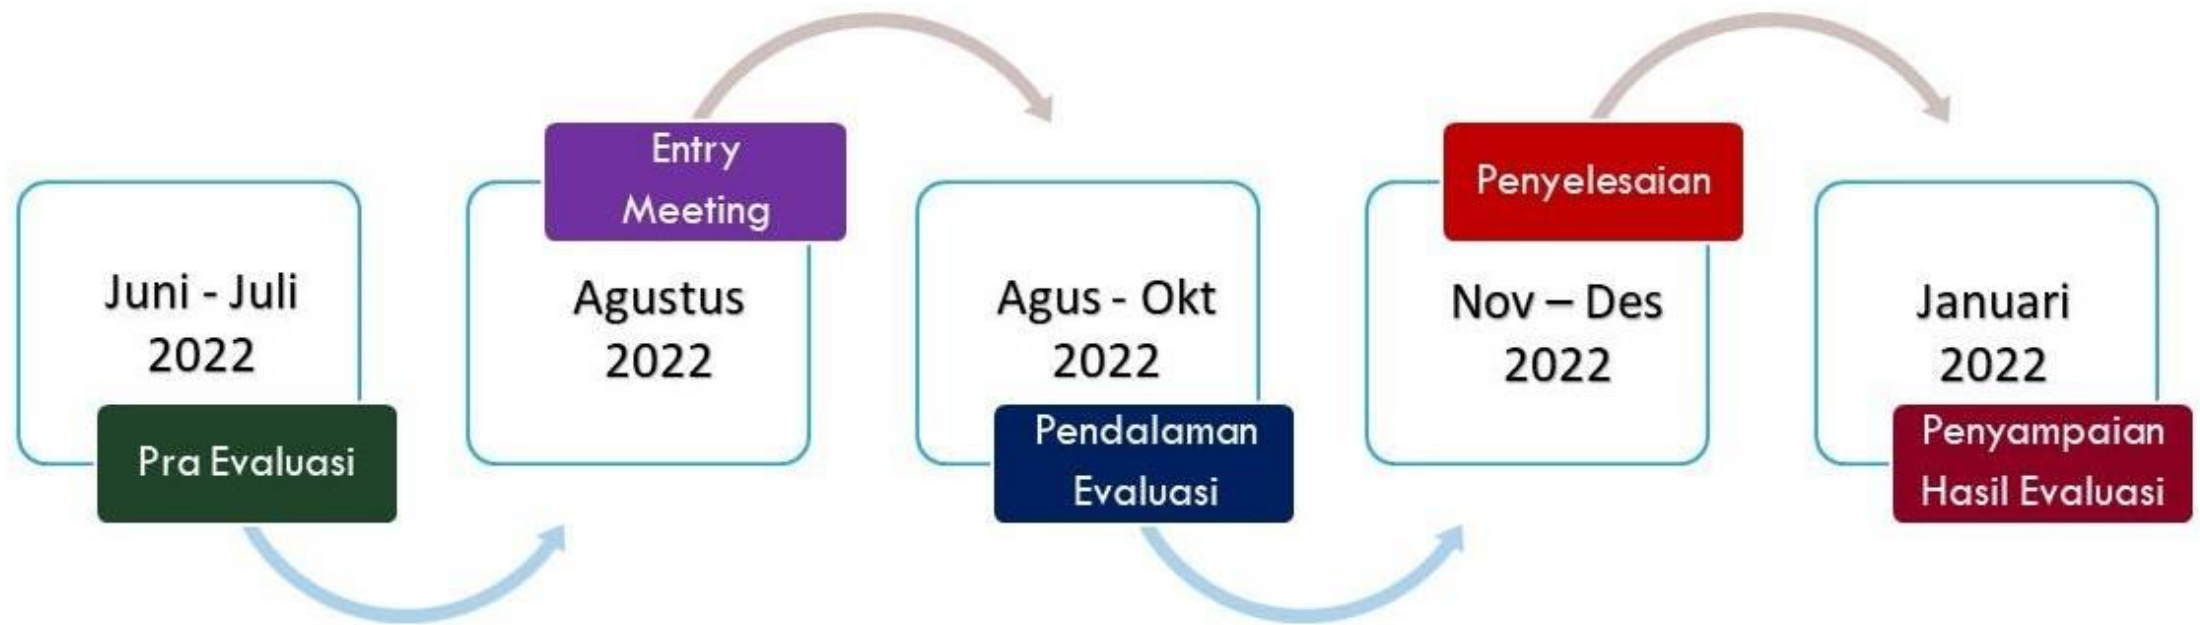 Juni - Juli
2022
Pra Evaluasi
Entry
Meeting
Agustus
2022
Agus - Okt
2022
Pendalaman
Evaluasi
Penyelesaian
Nov – Des
2022
Januari
2022
Penyampaian
Hasil Evaluasi